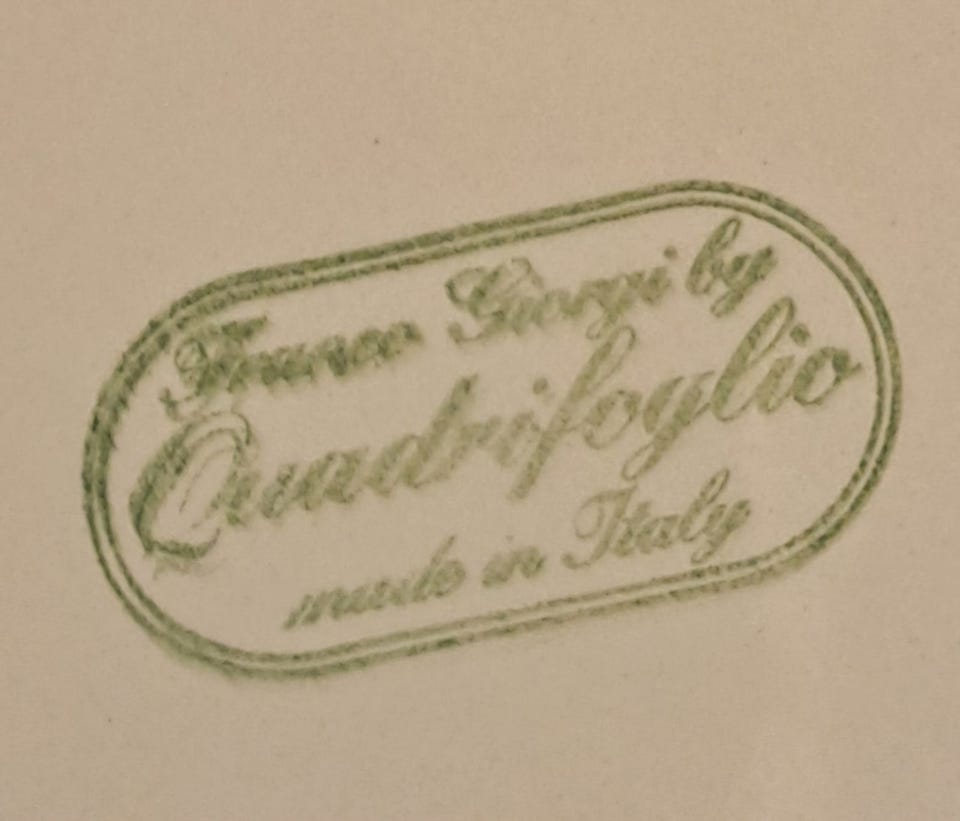 Franco Giorgi by
Quadrifoglio
made in Italy